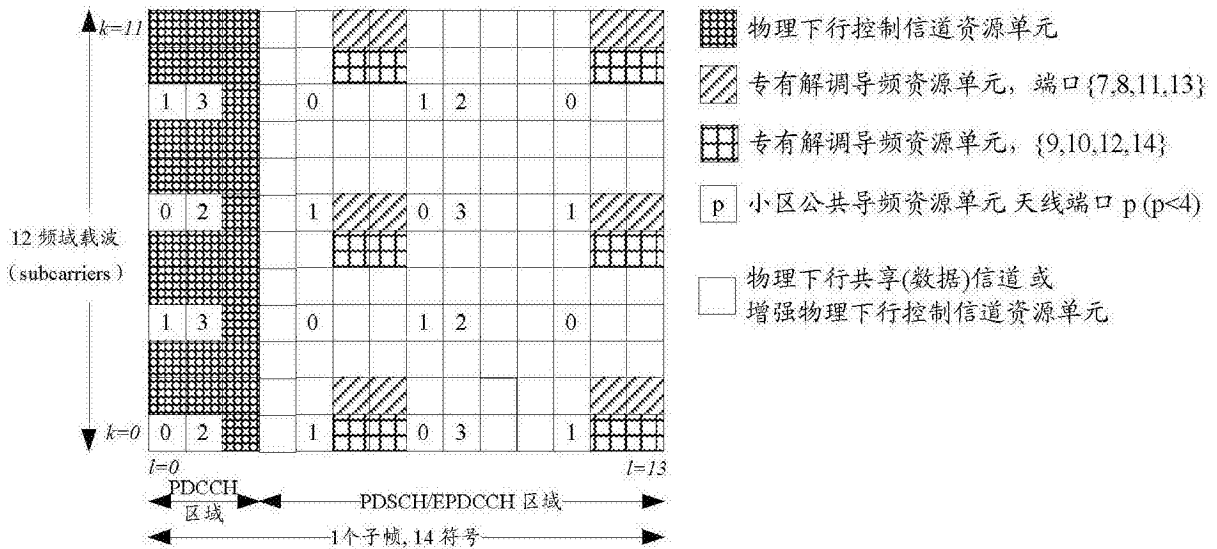 k=11
1 3 0 1 2 0
0 2 1 0 3 1
1 3 0 1 2 0
k=0 0 2 1 0 3 1
12 频域载波
(subcarriers)
l=0
l=13
PDCCH
区域
PDSCH/EPDCCH 区域
1个子帧, 14 符号
物理下行控制信道资源单元
专有解调导频资源单元，端口{7,8,11,13}
专有解调导频资源单元，{9,10,12,14}
p 小区公共导频资源单元 天线端口 p (p<4)
物理下行共享(数据)信道 或
增强物理下行控制信道资源单元